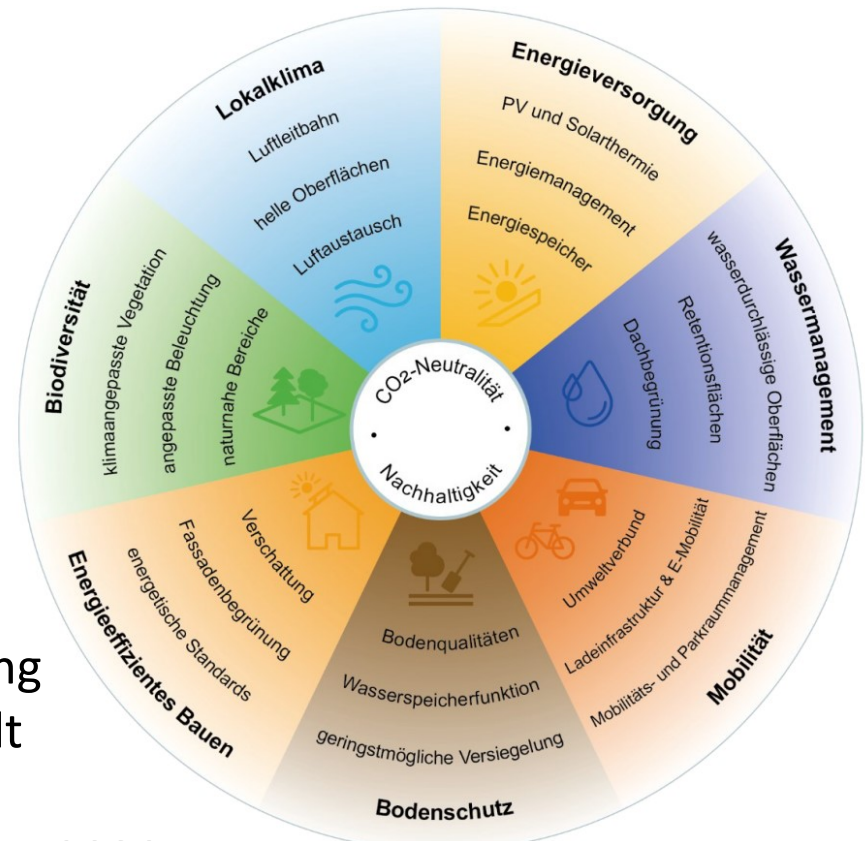 Lokalklima
Luftleitbahn
helle Oberflächen
Luftaustausch
Energieversorgung
PV und Solarthermie
Energiemanagement
Energiespeicher
Wassermanagement
wasserdurchlässige Oberflächen
Retentionsflächen
Dachbegrünung
Mobilität
Mobilitäts- und Parkraummanagement
Ladeinfrastruktur & E-Mobilität
Umweltverbund
Bodenqualitäten
Wasserspeicherfunktion
geringstmögliche Versiegelung
Bodenschutz
Energieeffizientes Bauen
energetische Standards
Fassadenbegrünung
Verschattung
Biodiversität
klimaangepasste Vegetation
angepasste Beleuchtung
naturnahe Bereiche
CO2-Neutralität
Nachhaltigkeit
ng
lt